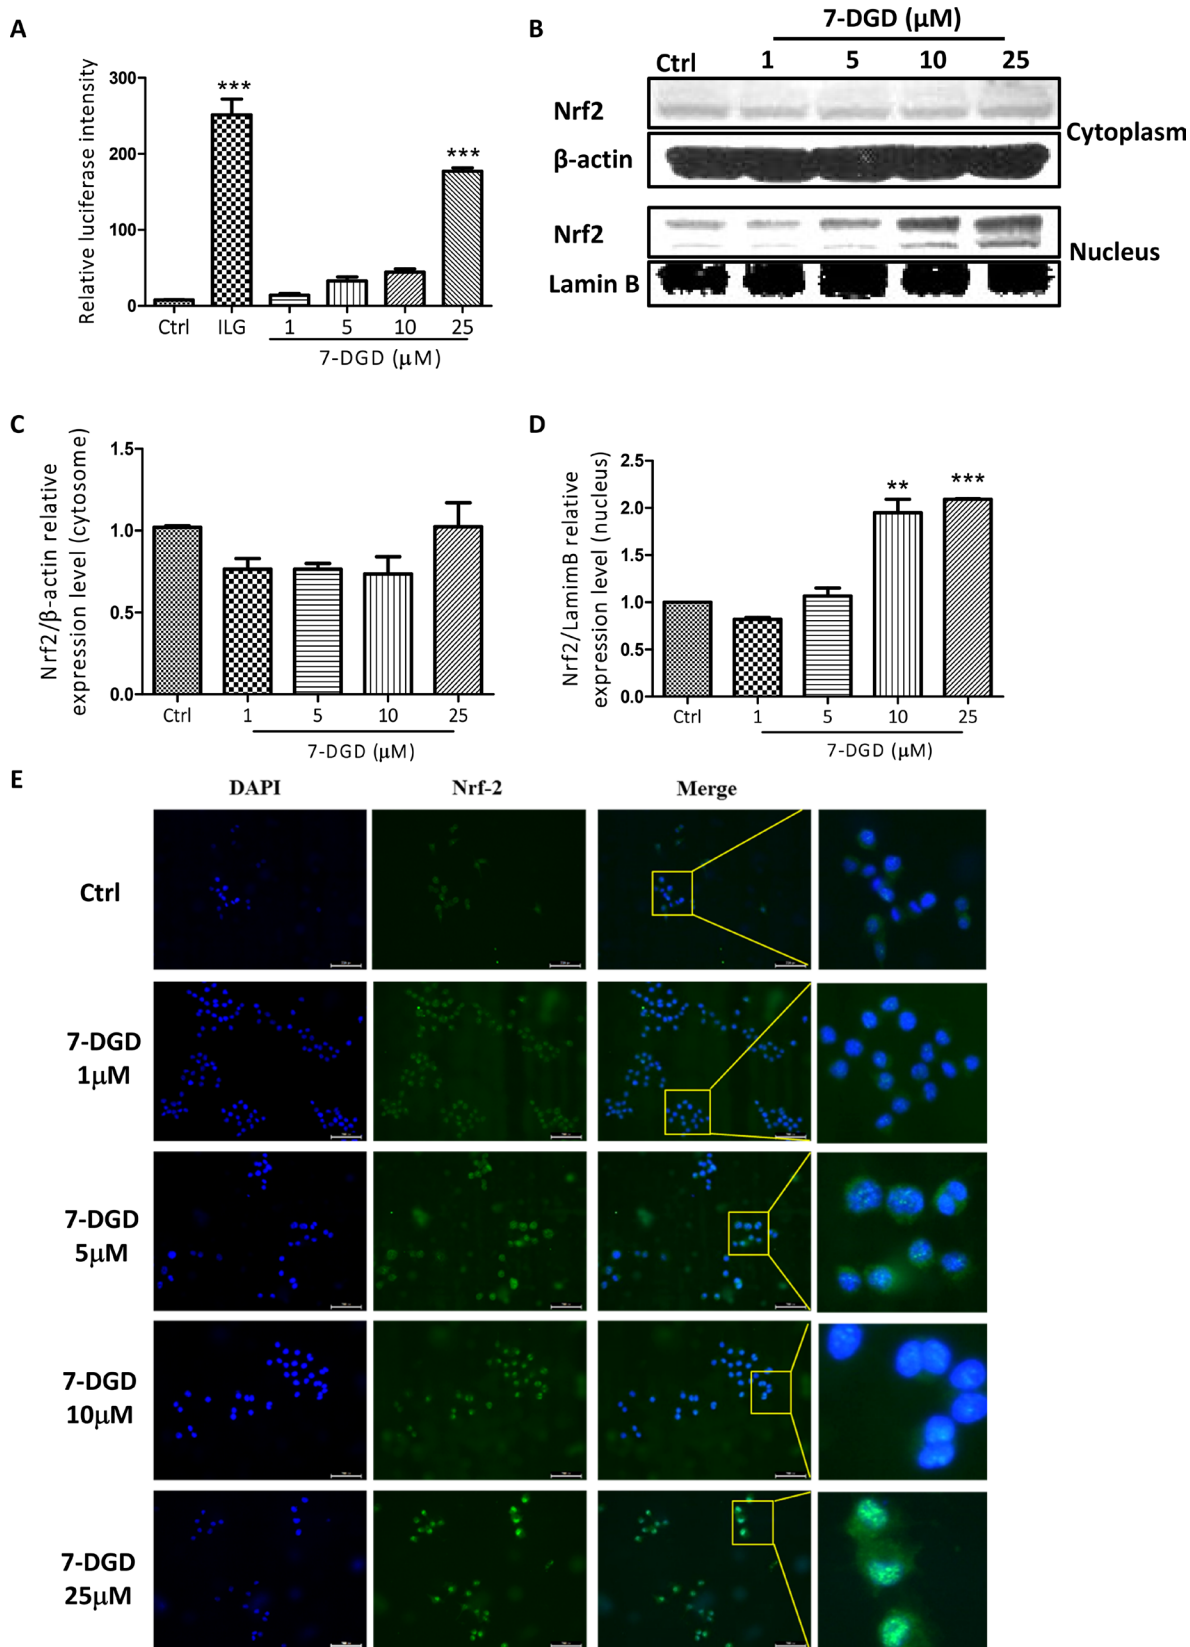 A
Relative luciferase intensity
300
200
100
0
***
***
Ctrl ILG 1 5 10 25
7-DGD (μM)
B
7-DGD (μM)
Ctrl 1 5 10 25
Nrf2
β-actin
Cytoplasm
Nrf2
Lamin B
Nucleus
C
Nrf2/β-actin relative
expression level (cytosome)
1.5
1.0
0.5
0.0
Ctrl 1 5 10 25
7-DGD (μM)
D
Nrf2/LamimB relative
expression level (nucleus)
2.5
2.0
1.5
1.0
0.5
0.0
** ***
Ctrl 1 5 10 25
7-DGD (μM)
E
DAPI Nrf-2 Merge
Ctrl
7-DGD
1μM
7-DGD
5μM
7-DGD
10μM
7-DGD
25μM